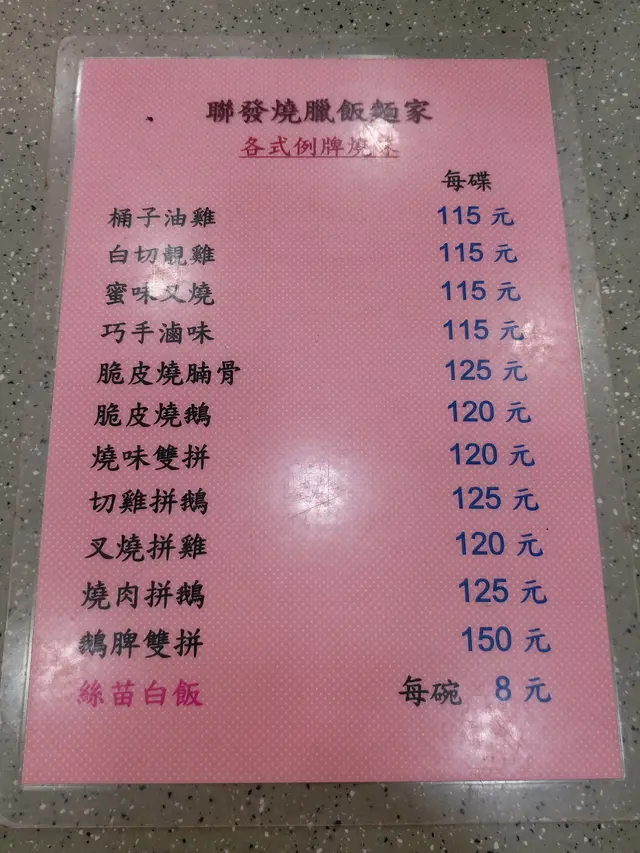 聯發燒臘飯麵家
各式例牌燒味
每碟
桶子油雞 115 元
白切靚雞 115 元
蜜味叉燒 115 元
巧手滷味 115 元
脆皮燒腩骨 125 元
脆皮燒鵝 120 元
燒味雙拼 120 元
切雞拼鵝 125 元
叉燒拼雞 120 元
燒肉拼鵝 125 元
鵝脾雙拼 150 元
絲苗白飯 每碗 8 元